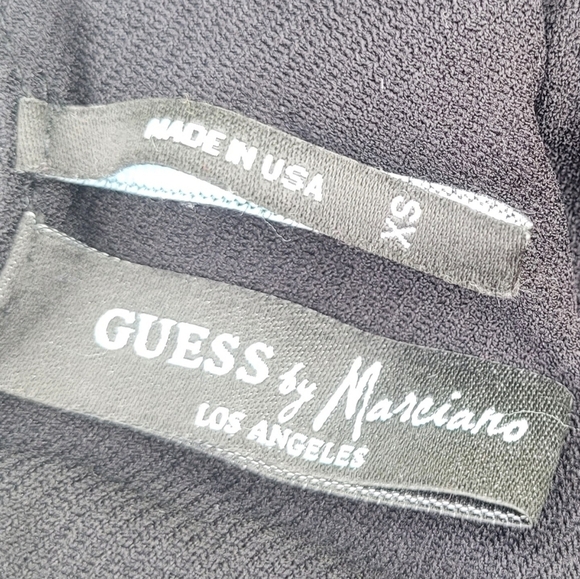 MADE IN USA
XS
GUESS by Marciano
LOS ANGELES